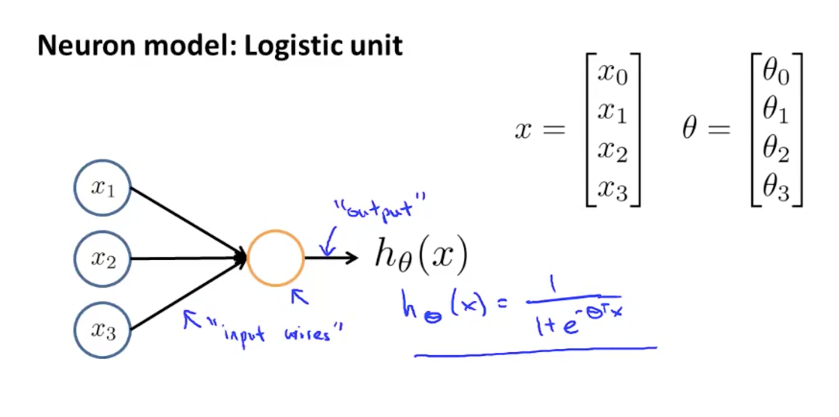 Neuron model: Logistic unit
x = [x₀ x₁ x₂ x₃] θ = [θ₀ θ₁ θ₂ θ₃]
x₁
"output"
x₂
hθ(x)
hθ(x) = 1 / (1 + e^(-θᵀx))
x₃
"input wires"